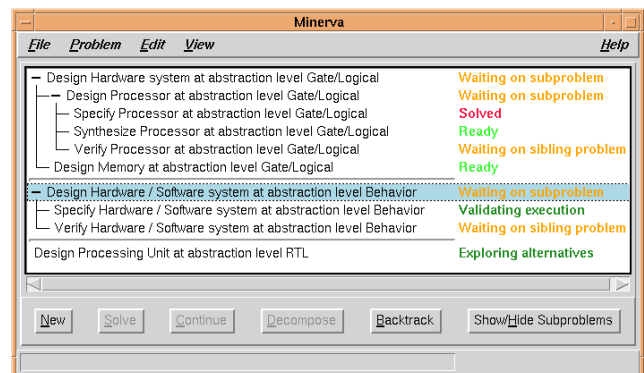 Minerva
File Problem Edit View Help
Design Hardware system at abstraction level Gate/Logical Waiting on subproblem
Design Processor at abstraction level Gate/Logical Waiting on subproblem
Specify Processor at abstraction level Gate/Logical Solved
Synthesize Processor at abstraction level Gate/Logical Ready
Verify Processor at abstraction level Gate/Logical Waiting on sibling problem
Design Memory at abstraction level Gate/Logical Ready
Design Hardware / Software system at abstraction level Behavior Waiting on subproblem
Specify Hardware / Software system at abstraction level Behavior Validating execution
Verify Hardware / Software system at abstraction level Behavior Waiting on sibling problem
Design Processing Unit at abstraction level RTL Exploring alternatives
New Solve Continue Decompose Backtrack Show/Hide Subproblems